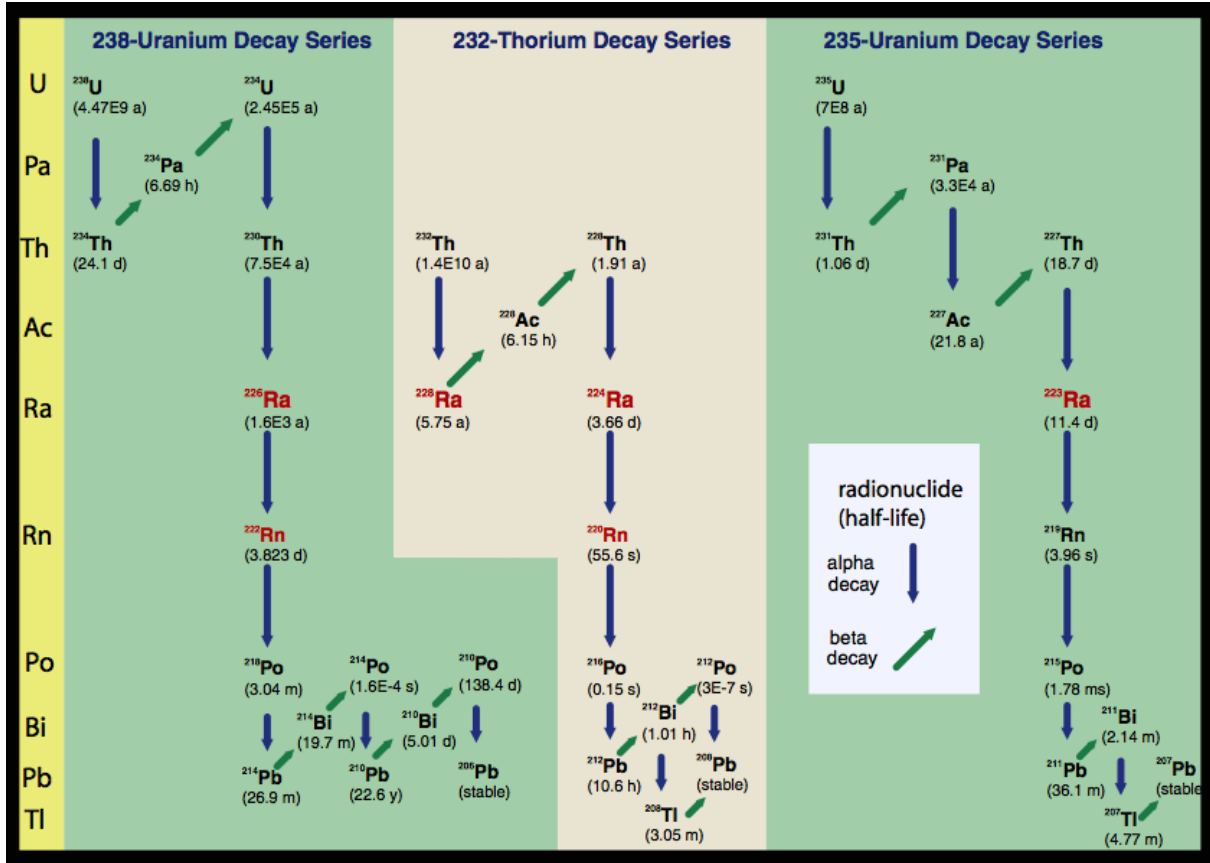 238-Uranium Decay Series
232-Thorium Decay Series
235-Uranium Decay Series
U
²³⁸U
(4.47E9 a)
²³⁴U
(2.45E5 a)
²³⁵U
(7E8 a)
Pa
²³⁴Pa
(6.69 h)
²³¹Pa
(3.3E4 a)
Th
²³⁴Th
(24.1 d)
²³⁰Th
(7.5E4 a)
²³²Th
(1.4E10 a)
²²⁸Th
(1.91 a)
²³¹Th
(1.06 d)
²²⁷Th
(18.7 d)
Ac
²²⁸Ac
(6.15 h)
²²⁷Ac
(21.8 a)
Ra
²²⁶Ra
(1.6E3 a)
²²⁸Ra
(5.75 a)
²²⁴Ra
(3.66 d)
²²³Ra
(11.4 d)
radionuclide
(half-life)
alpha
decay
beta
decay
Rn
²²²Rn
(3.823 d)
²²⁰Rn
(55.6 s)
²¹⁹Rn
(3.96 s)
Po
²¹⁸Po
(3.04 m)
²¹⁴Po
(1.6E-4 s)
²¹⁰Po
(138.4 d)
²¹⁶Po
(0.15 s)
²¹²Po
(3E-7 s)
²¹⁵Po
(1.78 ms)
Bi
²¹⁴Bi
(19.7 m)
²¹⁰Bi
(5.01 d)
²¹²Bi
(1.01 h)
²¹¹Bi
(2.14 m)
Pb
²¹⁴Pb
(26.9 m)
²¹⁰Pb
(22.6 y)
(stable)
²¹²Pb
(10.6 h)
²⁰⁸Pb
(stable)
²¹¹Pb
(36.1 m)
²⁰⁷Pb
(stable
Tl
²⁰⁸Tl
(3.05 m)
²⁰⁷Tl
(4.77 m)